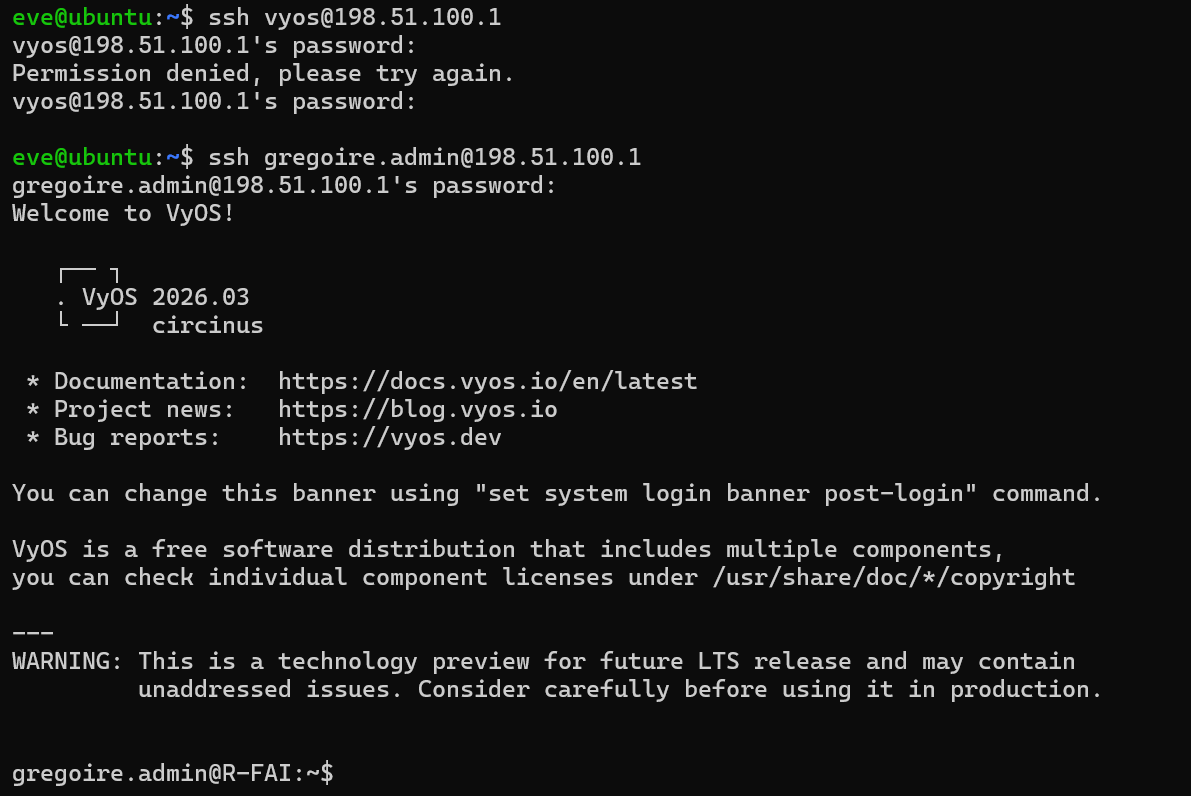 eve@ubuntu:~$ ssh vyos@198.51.100.1
vyos@198.51.100.1's password:
Permission denied, please try again.
vyos@198.51.100.1's password:
eve@ubuntu:~$ ssh gregoire.admin@198.51.100.1
gregoire.admin@198.51.100.1's password:
Welcome to VyOS!
┌── ┐
. VyOS 2026.03
└ ──┘  circinus
* Documentation:  https://docs.vyos.io/en/latest
* Project news:   https://blog.vyos.io
* Bug reports:    https://vyos.dev
You can change this banner using "set system login banner post-login" command.
VyOS is a free software distribution that includes multiple components,
you can check individual component licenses under /usr/share/doc/*/copyright
---
WARNING: This is a technology preview for future LTS release and may contain
unaddressed issues. Consider carefully before using it in production.
gregoire.admin@R-FAI:~$